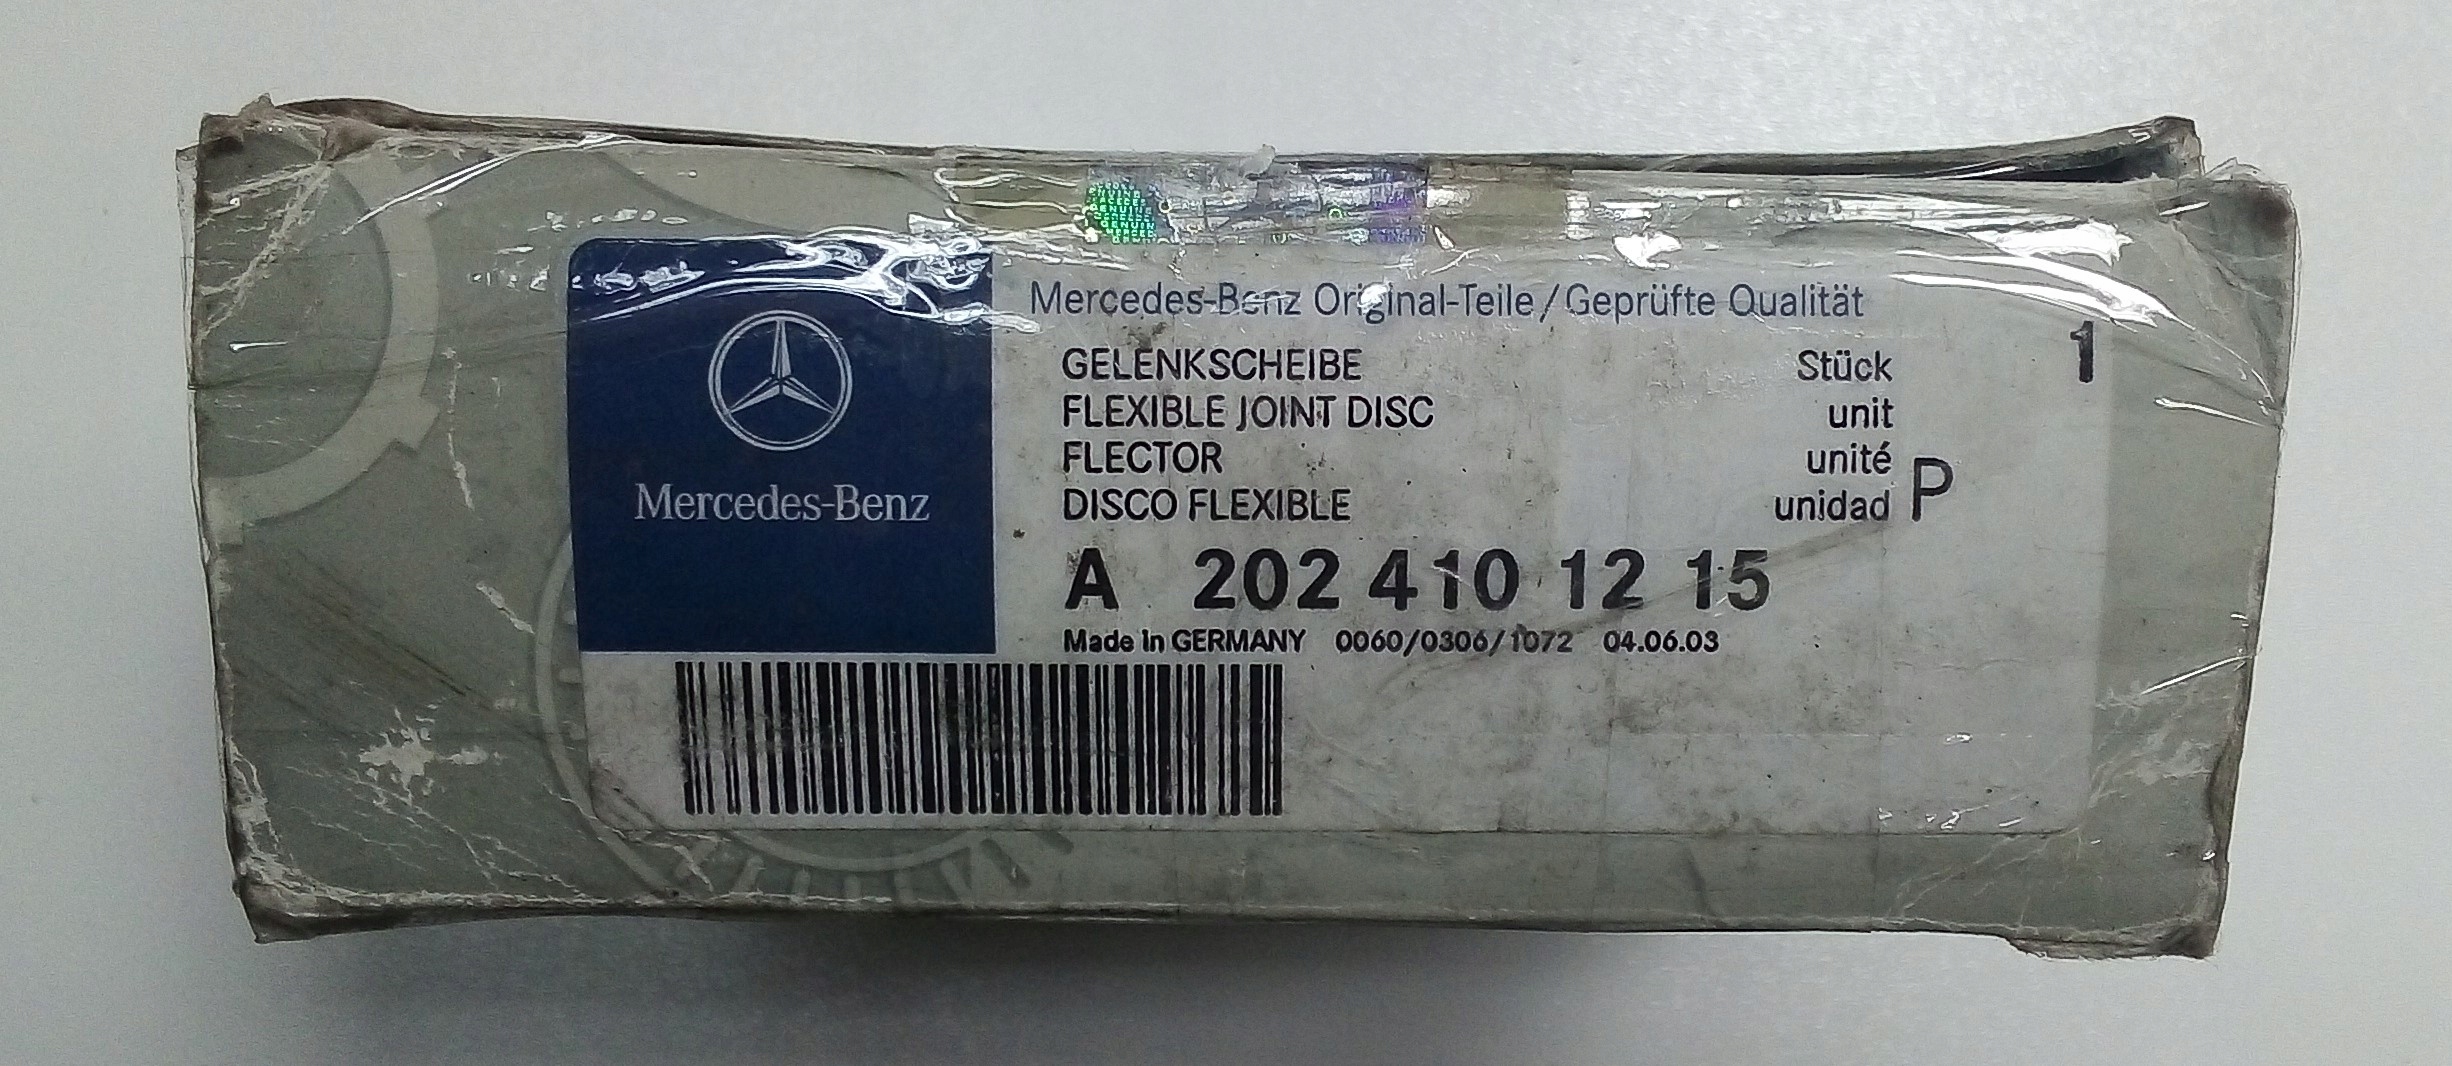 Mercedes-Benz Original-Teile/Geprüfte Qualität
GELENKSCHEIBE Stück 1
FLEXIBLE JOINT DISC unit
FLECTOR unité
DISCO FLEXIBLE unidad P
Mercedes-Benz
A 202 410 12 15
Made in GERMANY 0060/0306/1072 04.06.03